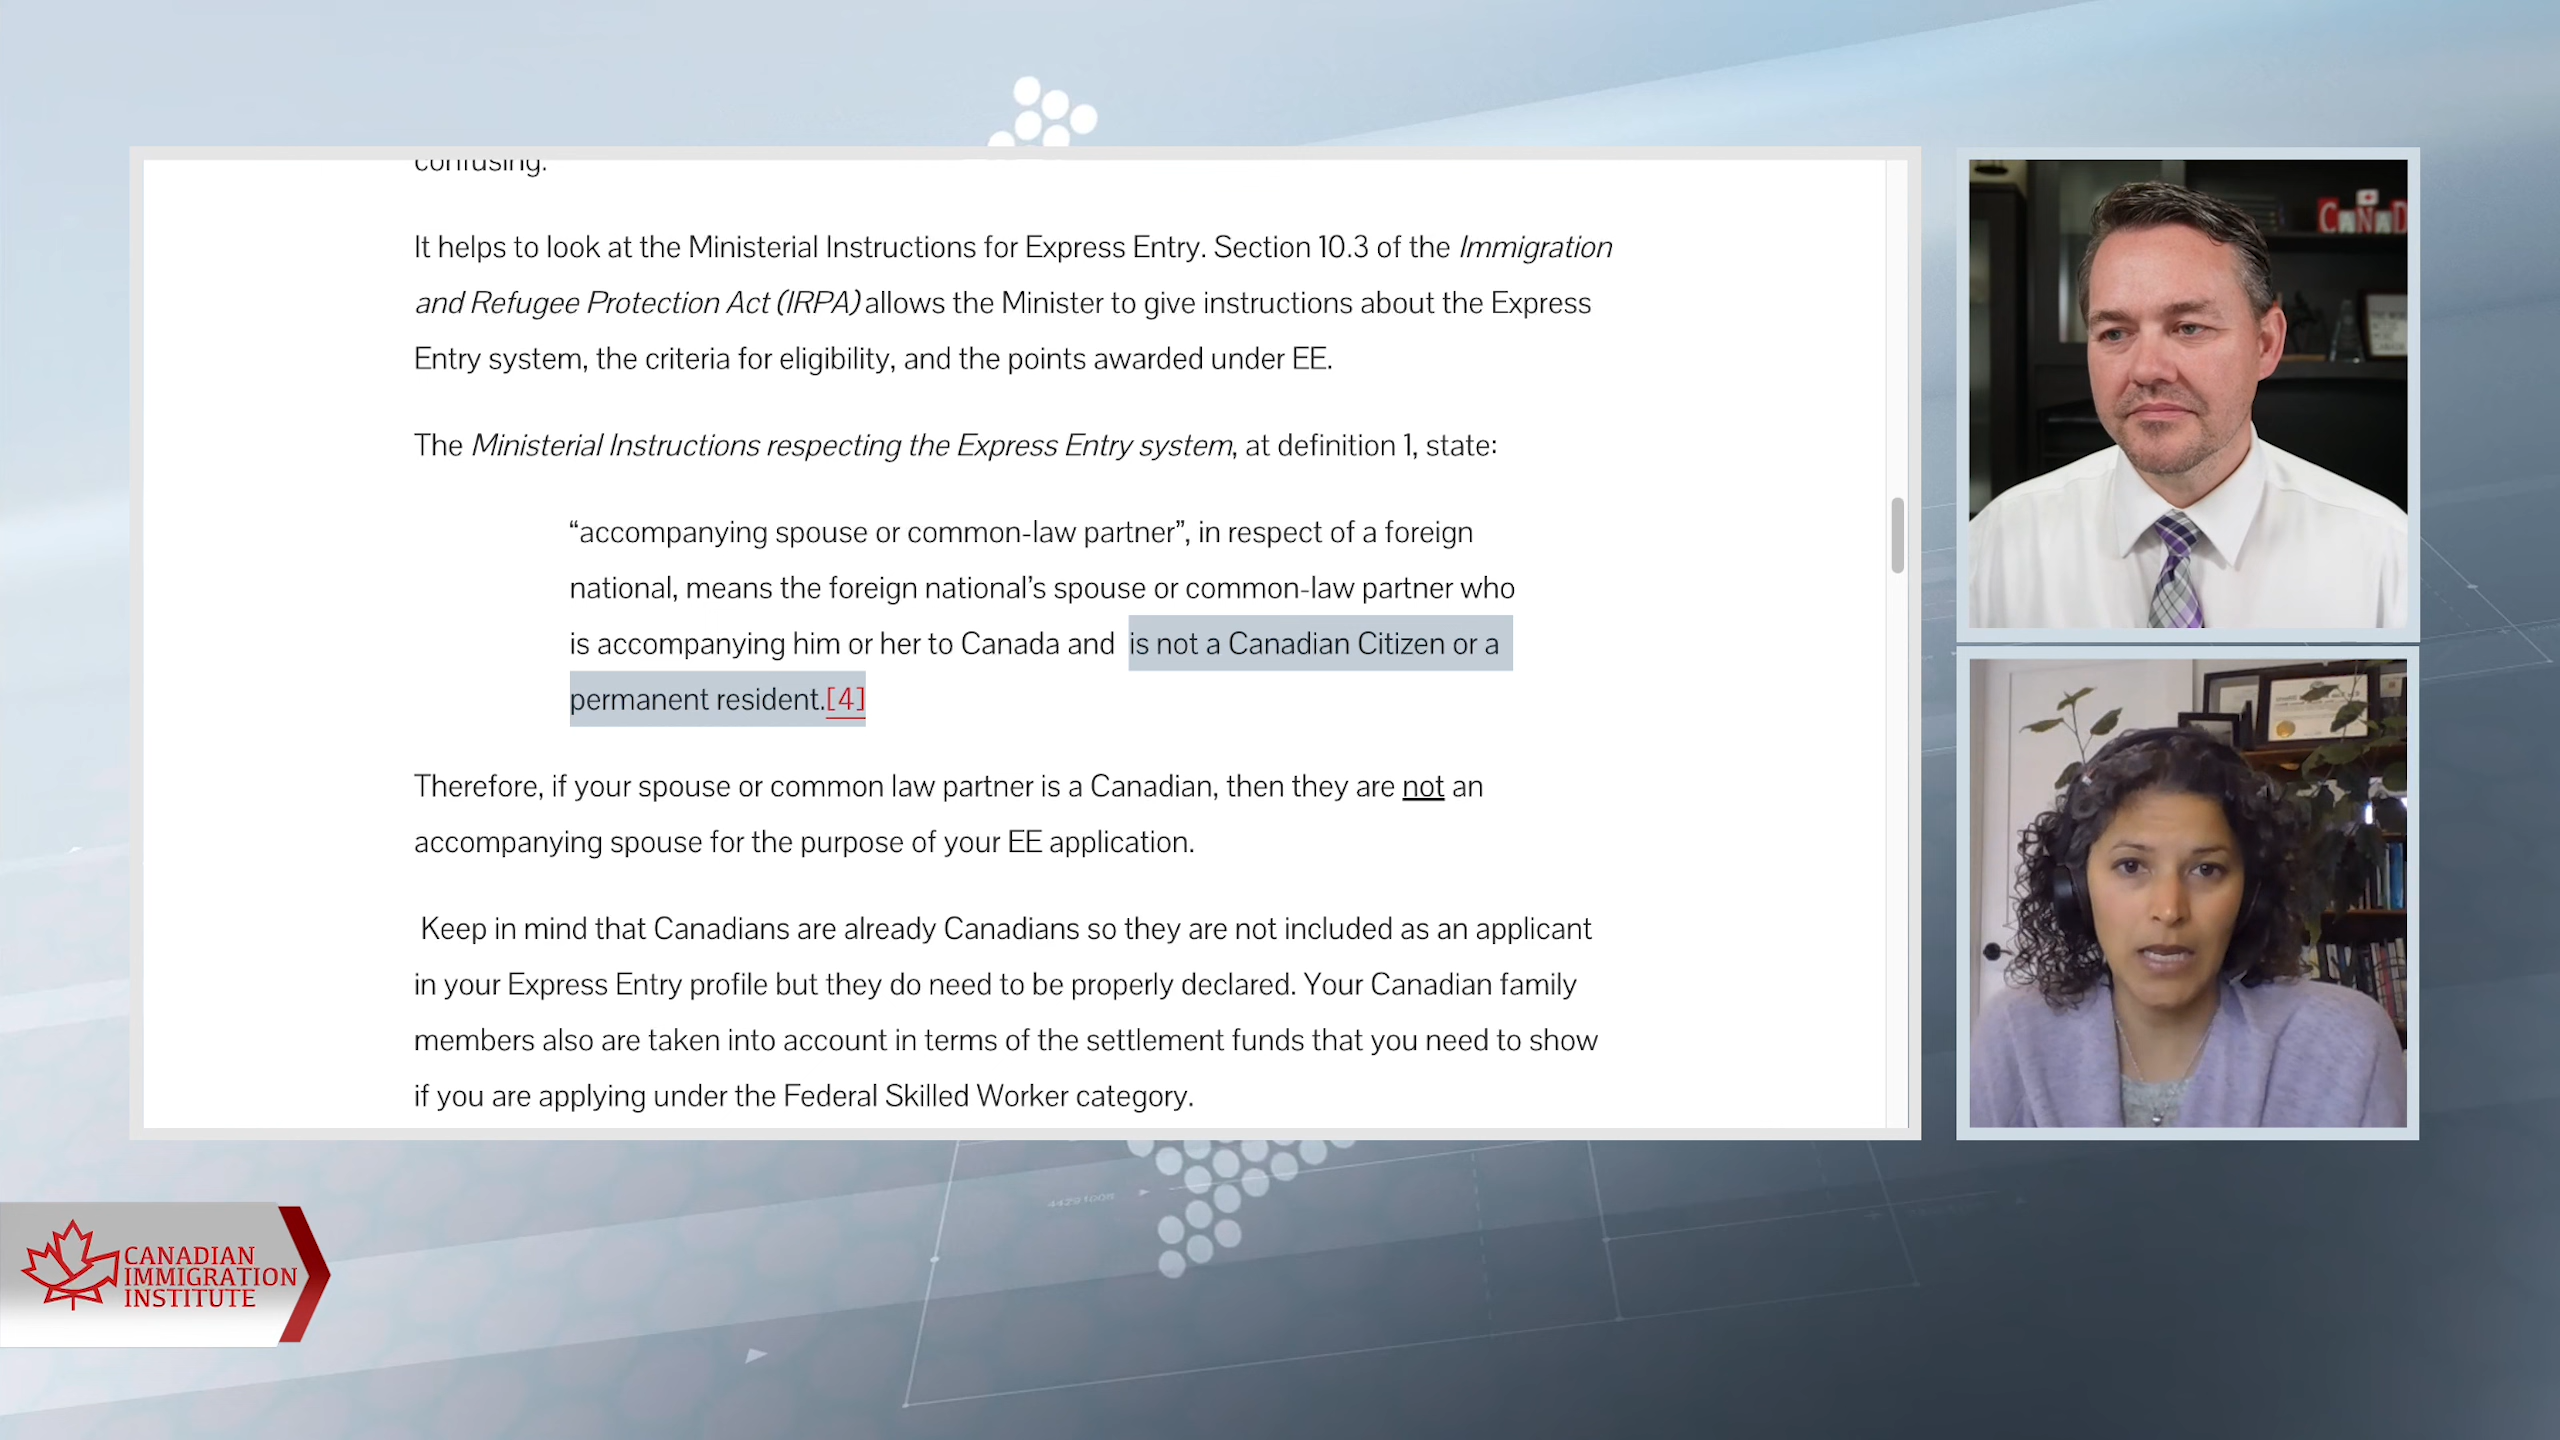 confusing.
It helps to look at the Ministerial Instructions for Express Entry. Section 10.3 of the Immigration
and Refugee Protection Act (IRPA) allows the Minister to give instructions about the Express
Entry system, the criteria for eligibility, and the points awarded under EE.
The Ministerial Instructions respecting the Express Entry system, at definition 1, state:
“accompanying spouse or common-law partner”, in respect of a foreign
national, means the foreign national’s spouse or common-law partner who
is accompanying him or her to Canada and is not a Canadian Citizen or a
permanent resident.[4]
Therefore, if your spouse or common law partner is a Canadian, then they are not an
accompanying spouse for the purpose of your EE application.
Keep in mind that Canadians are already Canadians so they are not included as an applicant
in your Express Entry profile but they do need to be properly declared. Your Canadian family
members also are taken into account in terms of the settlement funds that you need to show
if you are applying under the Federal Skilled Worker category.
CANAD
CANADIAN
IMMIGRATION
INSTITUTE